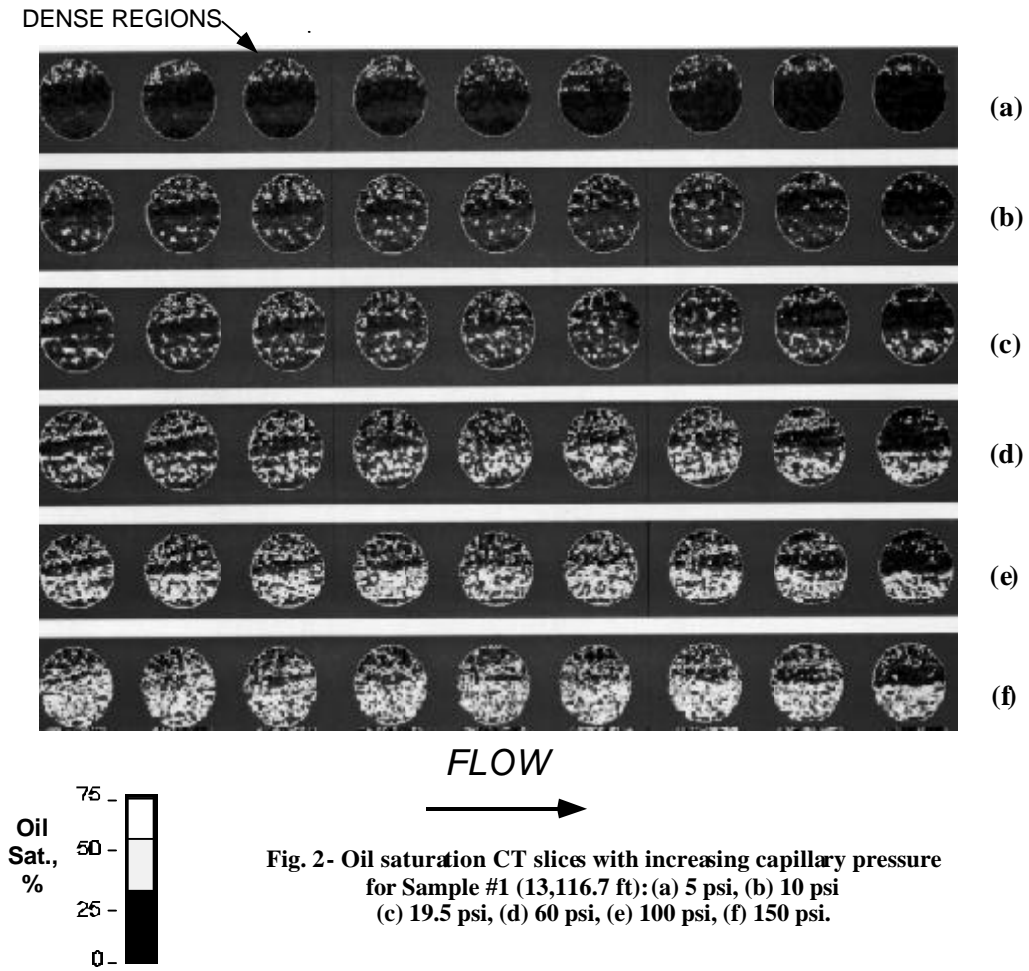 DENSE REGIONS
(a)
(b)
(c)
(d)
(e)
(f)
FLOW
Oil
Sat.,
%
75
50
25
0
Fig. 2- Oil saturation CT slices with increasing capillary pressure
for Sample #1 (13,116.7 ft): (a) 5 psi, (b) 10 psi
(c) 19.5 psi, (d) 60 psi, (e) 100 psi, (f) 150 psi.